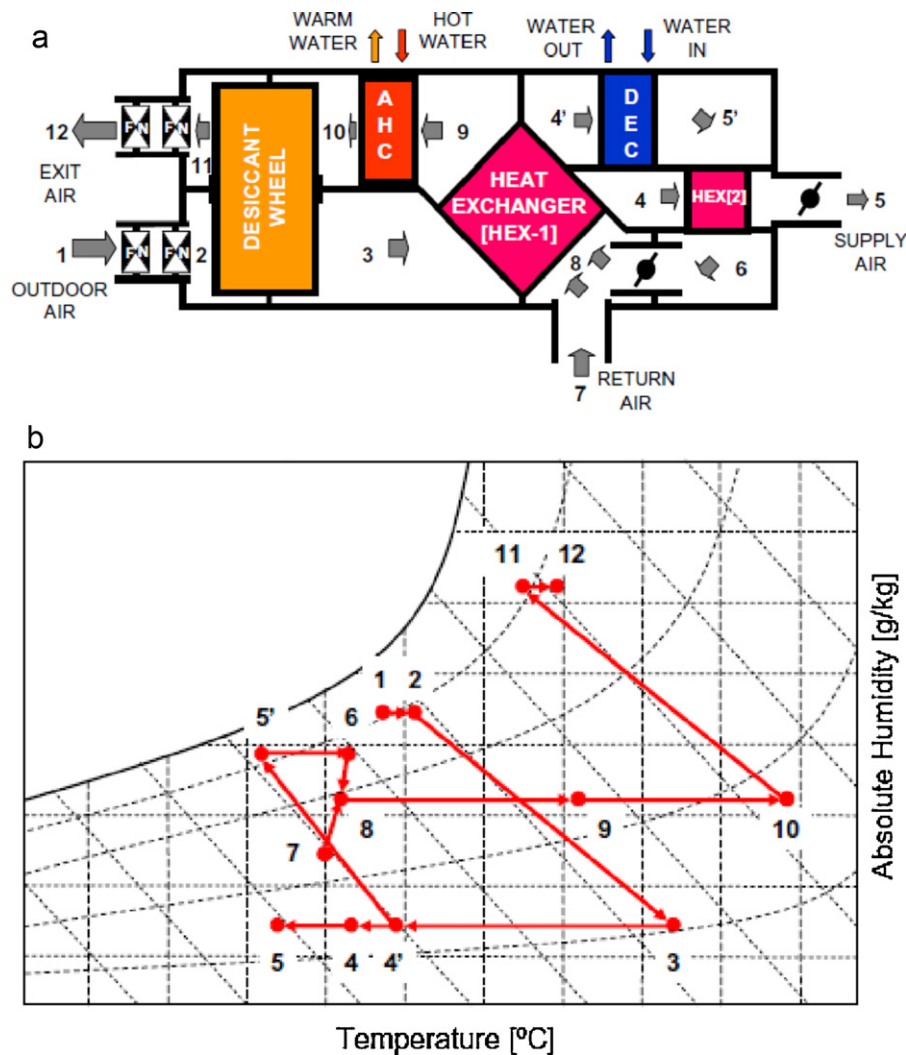 a
WARM WATER
HOT WATER
WATER OUT
WATER IN
12
EXIT AIR
FN FN
11
DESICCANT WHEEL
10
AHC
9
4'
DEC
5'
HEAT EXCHANGER [HEX-1]
4
HEX[2]
5
SUPPLY AIR
1
OUTDOOR AIR
FN FN
2
3
8
6
7
RETURN AIR
b
11 12
1 2
5' 6
7 8 9 10
5 4 4' 3
Absolute Humidity [g/kg]
Temperature [ºC]